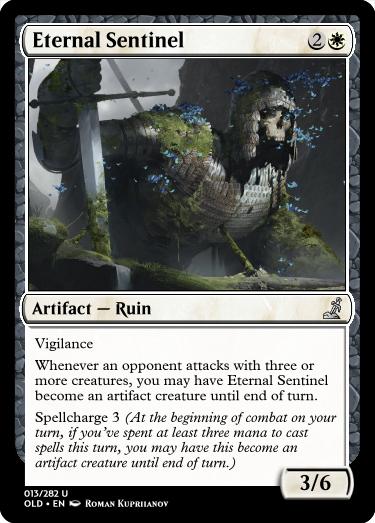 Eternal Sentinel 2
Artifact — Ruin
Vigilance
Whenever an opponent attacks with three or
more creatures, you may have Eternal Sentinel
become an artifact creature until end of turn.
Spellcharge 3 (At the beginning of combat on your
turn, if you've spent at least three mana to cast
spells this turn, you may have this become an
artifact creature until end of turn.)
3/6
013/282 U
OLD • EN Roman Kupriianov